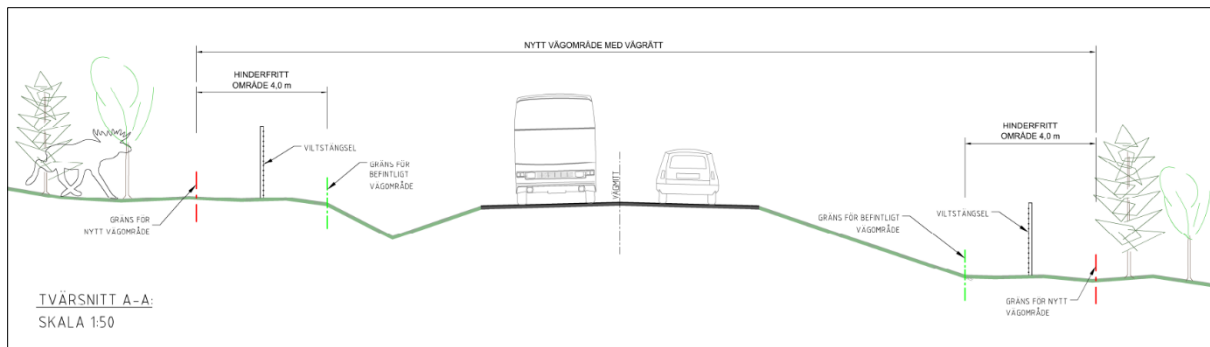 NYTT VÄGOMRÅDE MED VÄGRÄTT
HINDERFRITT
OMRÅDE 4,0 m
VILTSTÄNGSEL
GRÄNS FÖR
BEFINTLIGT
VÄGOMRÅDE
GRÄNS FÖR
NYTT VÄGOMRÅDE
VÄGMITT
HINDERFRITT
OMRÅDE 4,0 m
GRÄNS FÖR BEFINTLIGT
VÄGOMRÅDE
VILTSTÄNGSEL
GRÄNS FÖR NYTT
VÄGOMRÅDE
TVÄRSNITT A-A:
SKALA 1:50